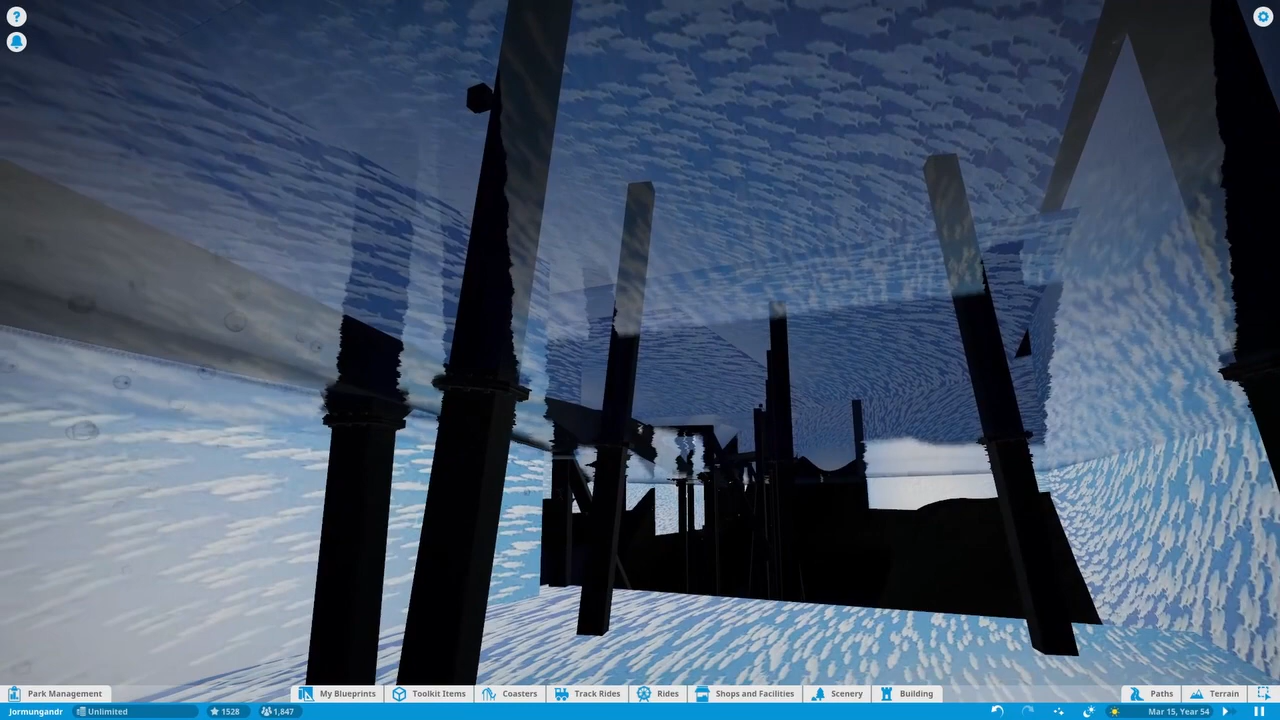 ?
Park Management
My Blueprints
Toolkit Items
Coasters
Track Rides
Rides
Shops and Facilities
Scenery
Building
Paths
Terrain
Jormungandr
Unlimited
1528
1,847
Mar 15, Year 54